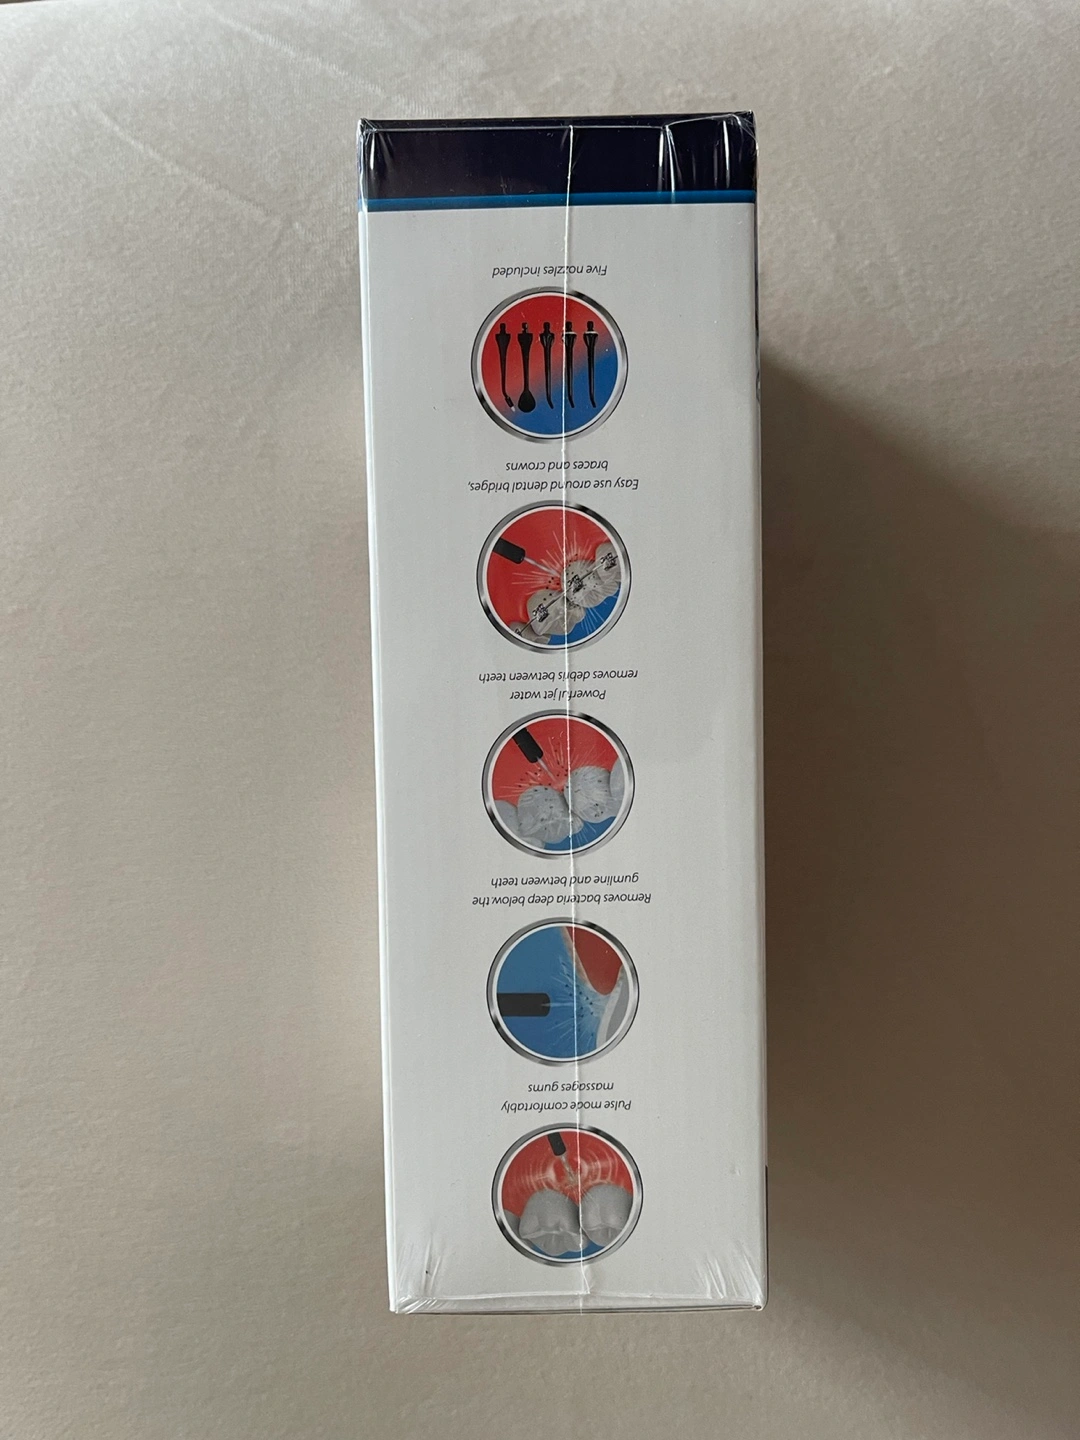 Pulse mode comfortably
massages gums
Removes bacteria deep below the
gumline and between teeth
Powerful jet water
removes debris between teeth
Easy use around dental bridges,
braces and crowns
Five nozzles included